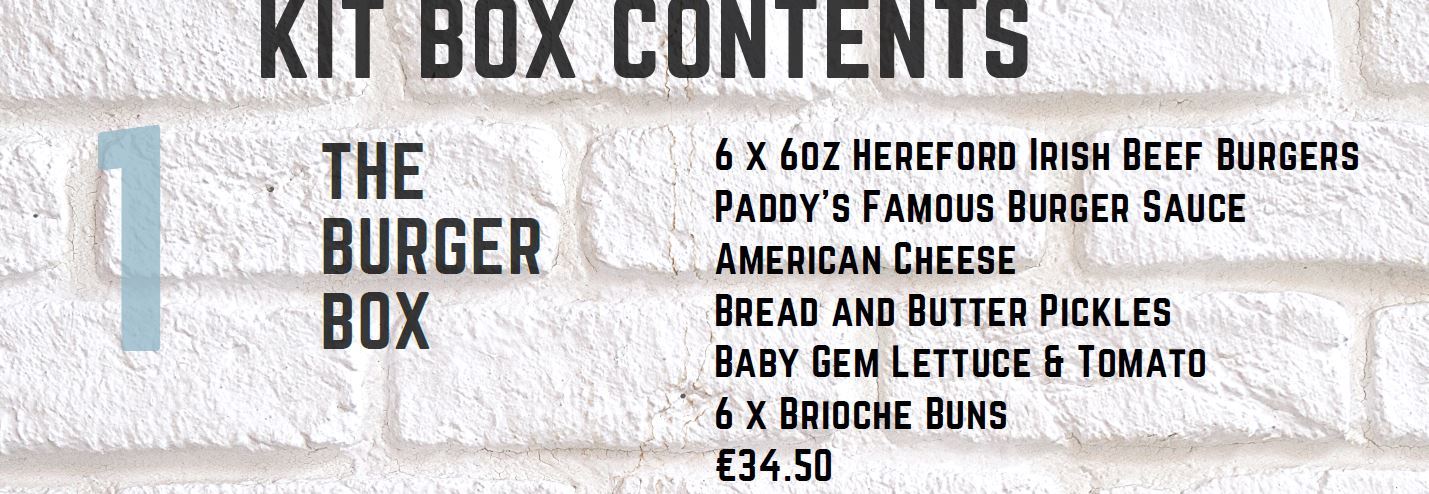 KIT BOX CONTENTS
1
THE
BURGER
BOX
6 x 6oz Hereford Irish Beef Burgers
Paddy's Famous Burger Sauce
American Cheese
Bread and Butter Pickles
Baby Gem Lettuce & Tomato
6 x Brioche Buns
€34.50